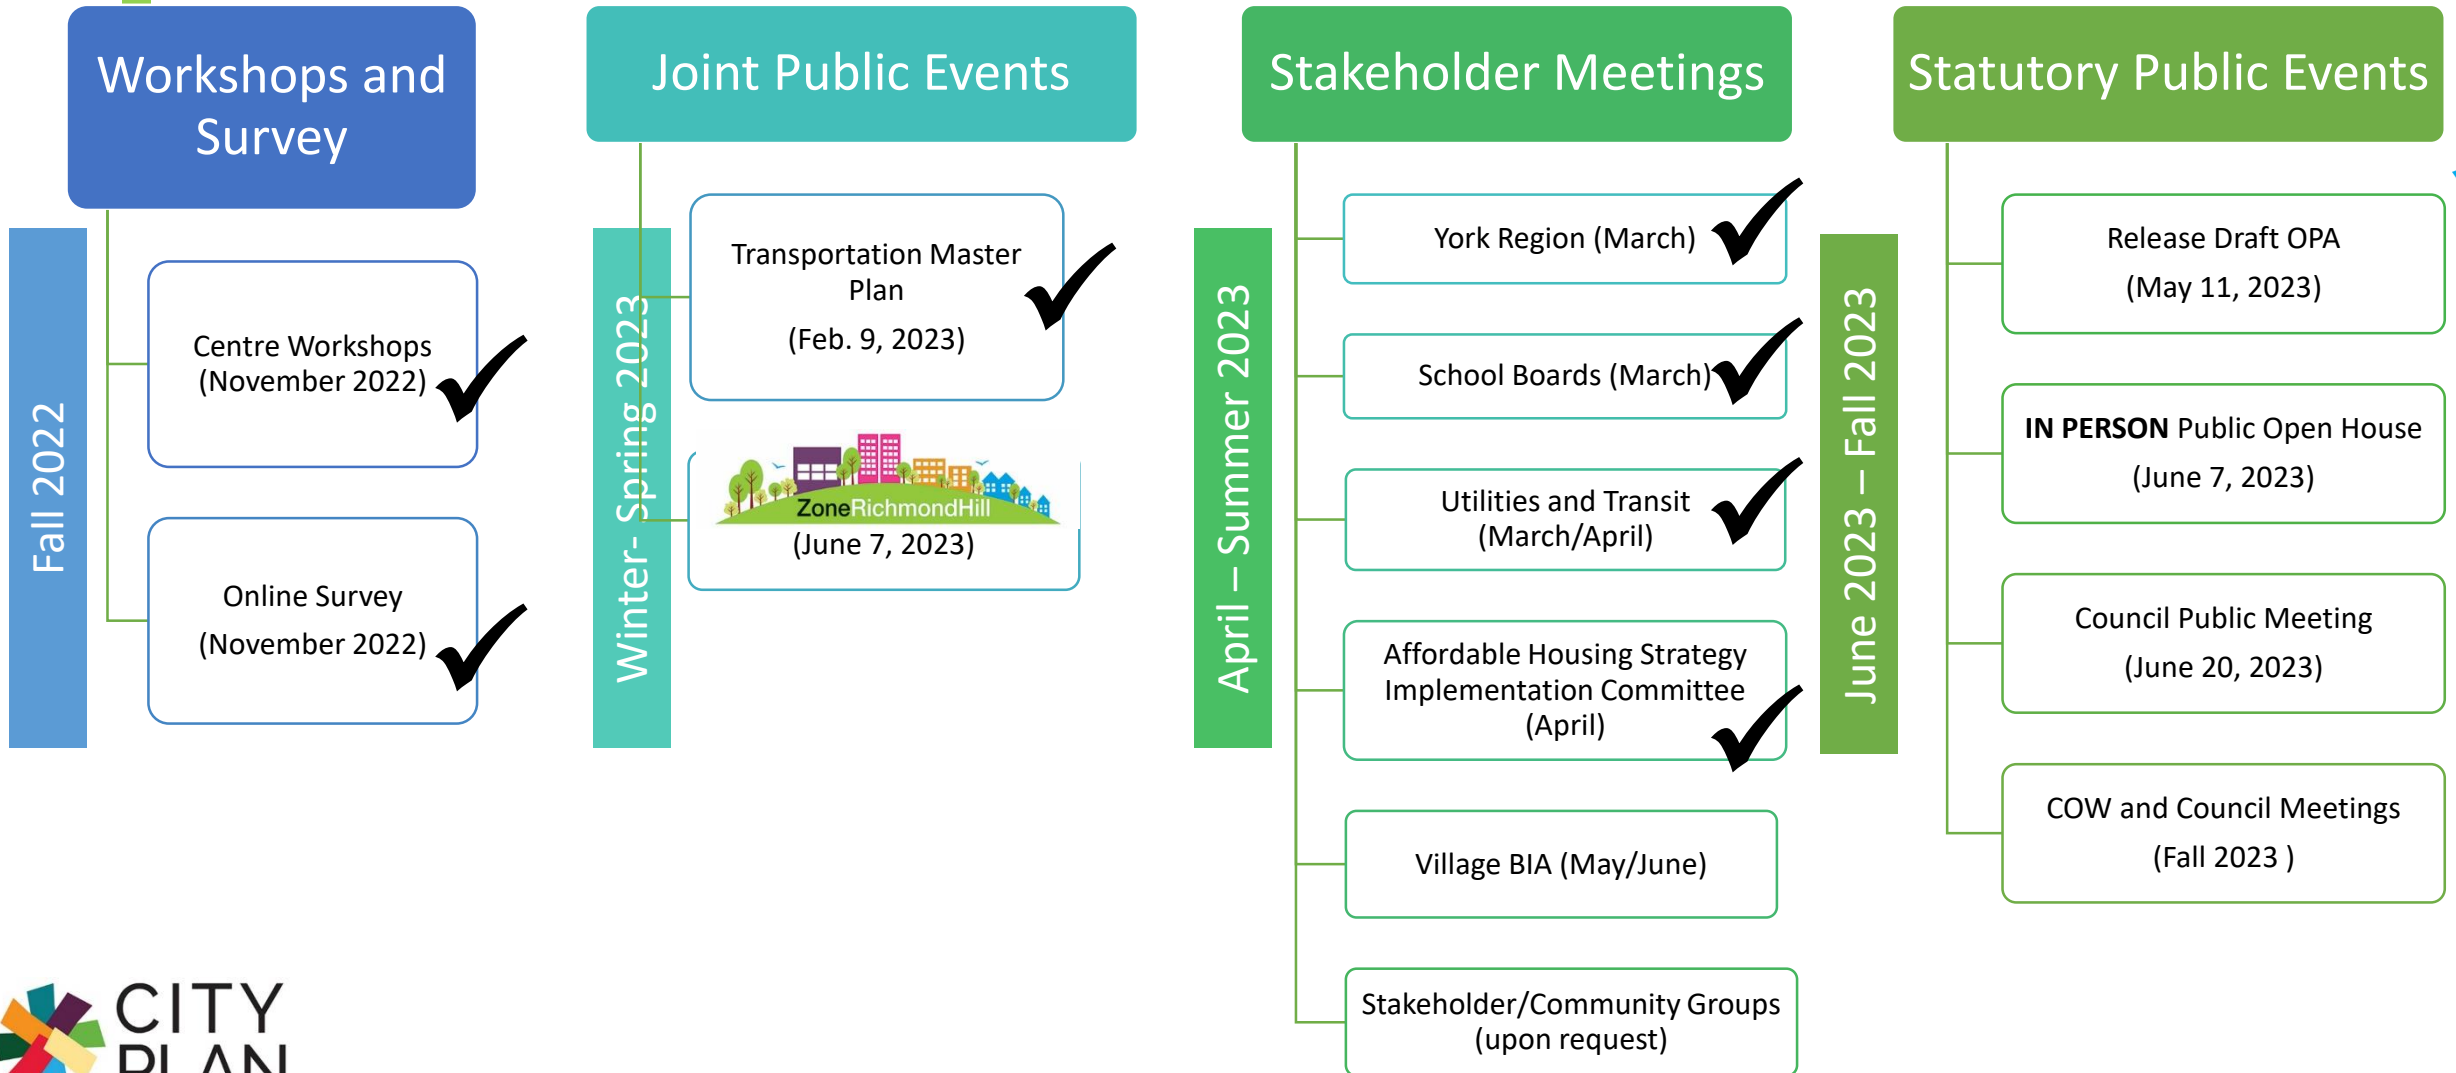 Workshops and
Survey
Fall 2022
Centre Workshops
(November 2022)
Online Survey
(November 2022)
Joint Public Events
Winter- Spring 2023
Transportation Master
Plan
(Feb. 9, 2023)
ZoneRichmondHill
(June 7, 2023)
Stakeholder Meetings
April – Summer 2023
York Region (March)
School Boards (March)
Utilities and Transit
(March/April)
Affordable Housing Strategy
Implementation Committee
(April)
Village BIA (May/June)
Stakeholder/Community Groups
(upon request)
Statutory Public Events
June 2023 – Fall 2023
Release Draft OPA
(May 11, 2023)
IN PERSON Public Open House
(June 7, 2023)
Council Public Meeting
(June 20, 2023)
COW and Council Meetings
(Fall 2023 )
CITY
PLAN